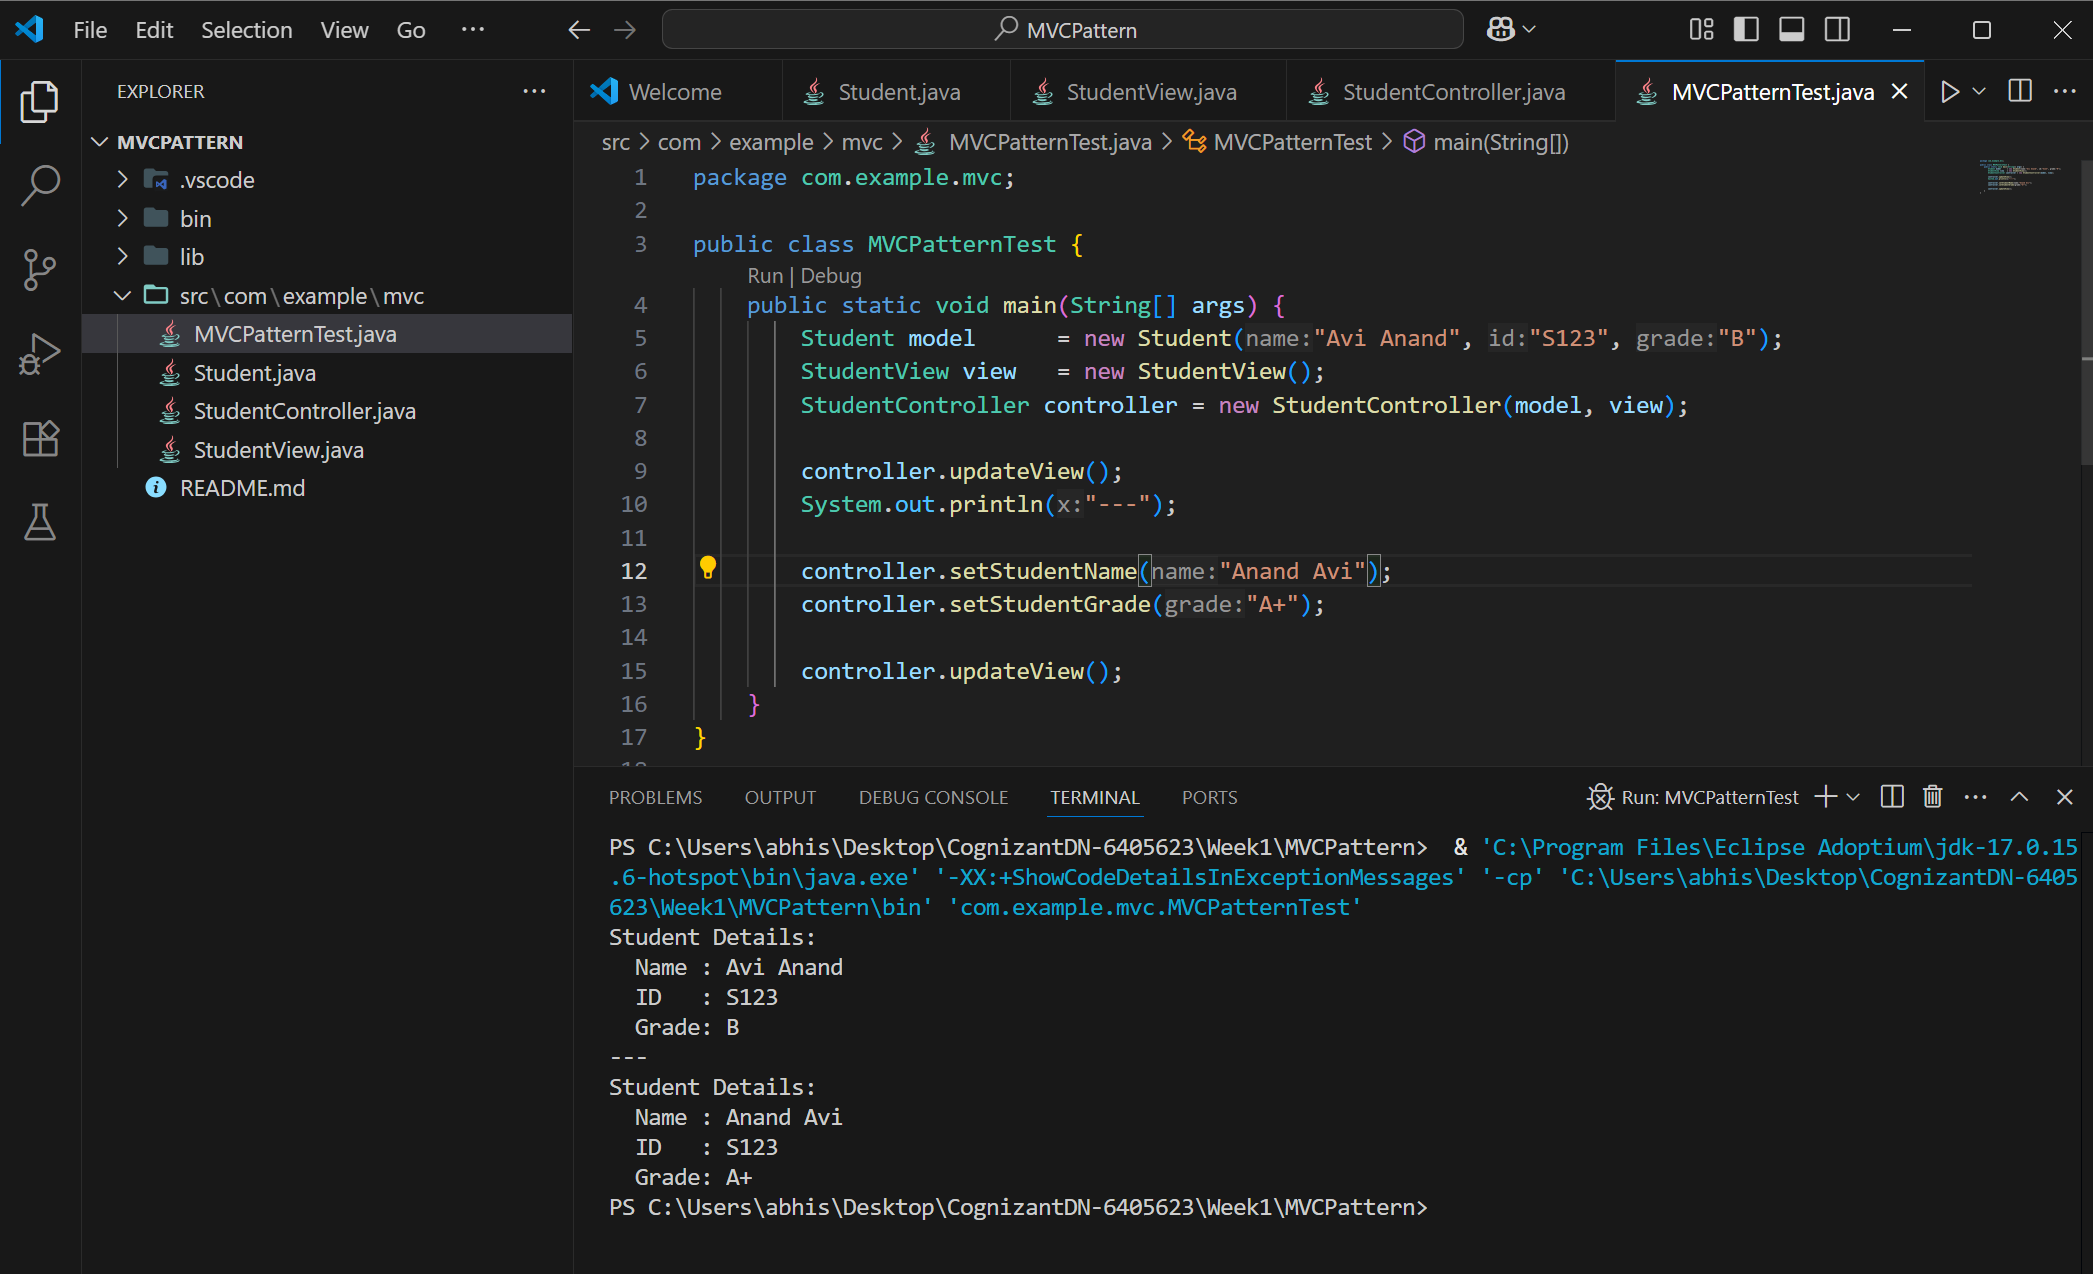 File Edit Selection View Go ··· MVCPattern
EXPLORER ···
MVCPATTERN
.vscode
bin
lib
src\com\example\mvc
MVCPatternTest.java
Student.java
StudentController.java
StudentView.java
README.md
Welcome Student.java StudentView.java StudentController.java MVCPatternTest.java
src > com > example > mvc > MVCPatternTest.java > MVCPatternTest > main(String[])
1 package com.example.mvc;
2
3 public class MVCPatternTest {
Run | Debug
4 public static void main(String[] args) {
5 Student model      = new Student(name:"Avi Anand", id:"S123", grade:"B");
6 StudentView view   = new StudentView();
7 StudentController controller = new StudentController(model, view);
8
9 controller.updateView();
10 System.out.println(x:"---");
11
12 controller.setStudentName(name:"Anand Avi");
13 controller.setStudentGrade(grade:"A+");
14
15 controller.updateView();
16 }
17 }
PROBLEMS OUTPUT DEBUG CONSOLE TERMINAL PORTS Run: MVCPatternTest
PS C:\Users\abhis\Desktop\CognizantDN-6405623\Week1\MVCPattern>  & 'C:\Program Files\Eclipse Adoptium\jdk-17.0.15
.6-hotspot\bin\java.exe' '-XX:+ShowCodeDetailsInExceptionMessages' '-cp' 'C:\Users\abhis\Desktop\CognizantDN-6405
623\Week1\MVCPattern\bin' 'com.example.mvc.MVCPatternTest'
Student Details:
Name : Avi Anand
ID   : S123
Grade: B
---
Student Details:
Name : Anand Avi
ID   : S123
Grade: A+
PS C:\Users\abhis\Desktop\CognizantDN-6405623\Week1\MVCPattern>